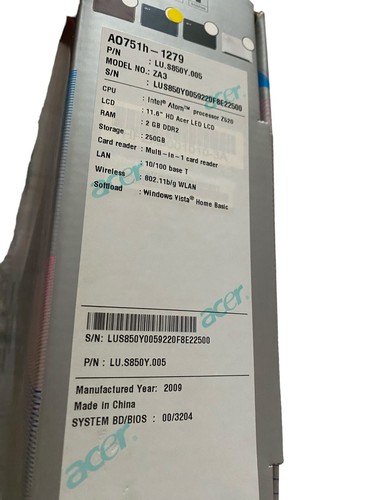 AO751h-1279
P/N : LU.S850Y.005
MODEL NO.: ZA3
S/N : LUS850Y0059220F8E22500
CPU : Intel® Atom™ processor Z520
LCD : 11.6" HD Acer LED LCD
RAM : 2 GB DDR2
Storage : 250GB
Card reader : Multi-in-1 card reader
LAN : 10/100 base T
Wireless : 802.11b/g WLAN
Softload : Windows Vista® Home Basic
acer
acer
acer
S/N: LUS850Y0059220F8E22500
P/N : LU.S850Y.005
Manufactured Year: 2009
Made in China
SYSTEM BD/BIOS : 00/3204
acer